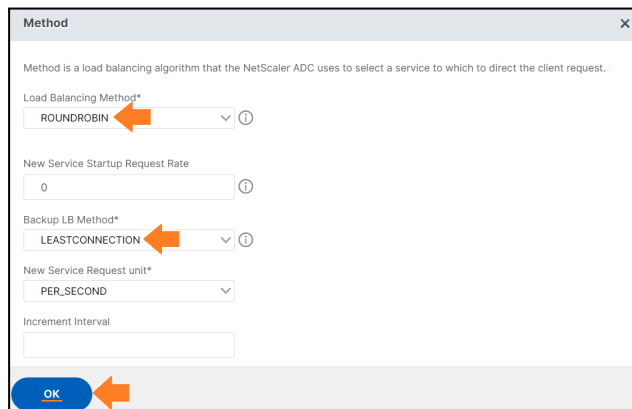 Method
Method is a load balancing algorithm that the NetScaler ADC uses to select a service to which to direct the client request.
Load Balancing Method*
ROUNDROBIN
New Service Startup Request Rate
0
Backup LB Method*
LEASTCONNECTION
New Service Request unit*
PER_SECOND
Increment Interval
OK